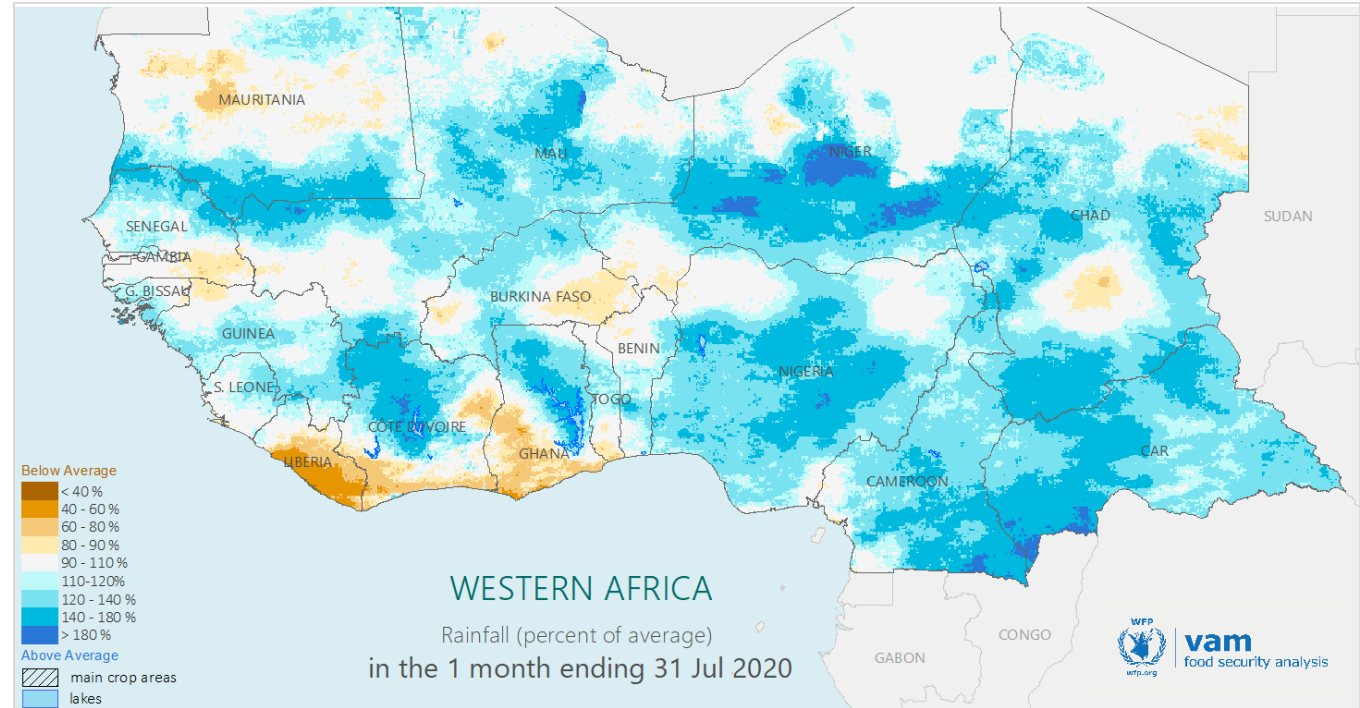 MAURITANIA
MALI
NIGER
CHAD
SUDAN
SENEGAL
GAMBIA
G. BISSAU
BURKINA FASO
GUINEA
BENIN
NIGERIA
S. LEONE
TOGO
CÔTE D'IVOIRE
GHANA
LIBERIA
CAR
CAMEROON
CONGO
GABON
Below Average
< 40 %
40 - 60 %
60 - 80 %
80 - 90 %
90 - 110 %
110-120%
120 - 140 %
140 - 180 %
> 180 %
Above Average
main crop areas
lakes
WESTERN AFRICA
Rainfall (percent of average)
in the 1 month ending 31 Jul 2020
WFP
wfp.org
vam
food security analysis